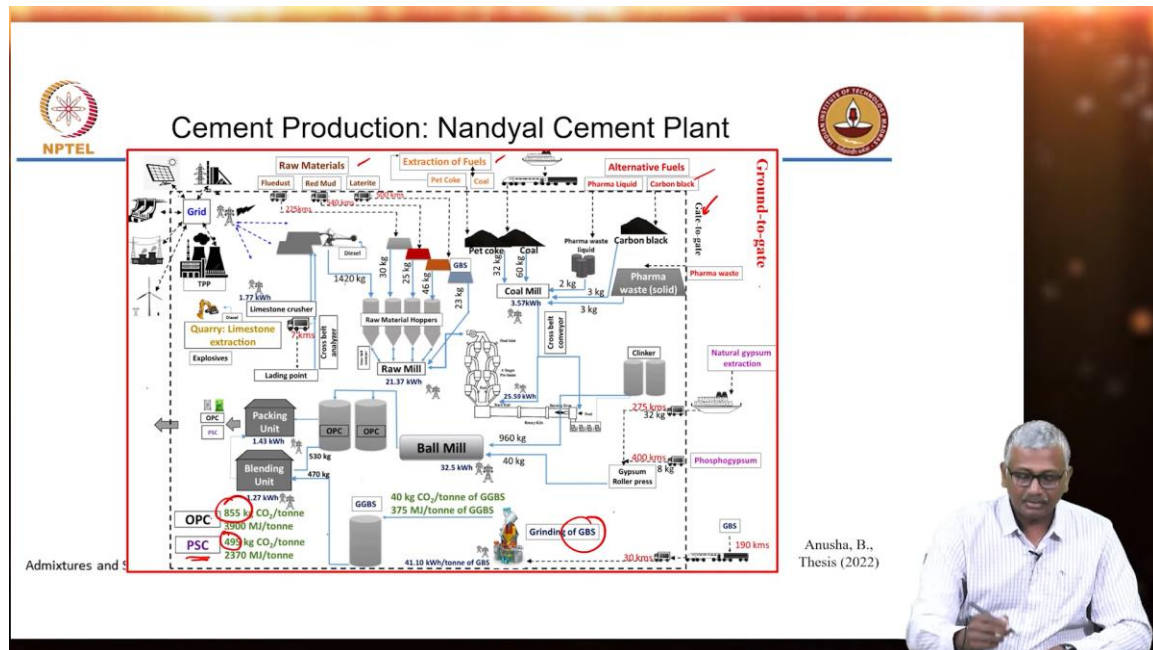 NPTEL
Cement Production: Nandyal Cement Plant
Raw Materials
Fluedust
Red Mud
Laterite
225kms
540 kms
300 kms
Extraction of Fuels
Pet Coke
Coal
Alternative Fuels
Pharma Liquid
Carbon black
Ground-to-gate
Gate-to-gate
Grid
TPP
Diesel
1420 kg
30 kg
25 kg
46 kg
GBS
23 kg
Pet coke
Coal
32 kg
60 kg
Pharma waste
liquid
Carbon black
Pharma
waste (solid)
Pharma waste
2 kg
3 kg
3 kg
Coal Mill
3.57kWh
1.77 kWh
Limestone crusher
Diesel
Quarry: Limestone
extraction
Explosives
7 kms
Lading point
Cross belt
analyzer
Raw Material Hoppers
Raw Mill
21.37 kWh
Cross belt
conveyor
25.59 kWh
Clinker
Natural gypsum
extraction
275 kms
32 kg
400 kms
8 kg
Phosphogypsum
Gypsum
Roller press
OPC
PSC
Packing
Unit
1.43 kWh
OPC
OPC
530 kg
470 kg
Blending
Unit
1.27 kWh
Ball Mill
32.5 kWh
960 kg
40 kg
OPC
855 kg CO2/tonne
3900 MJ/tonne
PSC
495 kg CO2/tonne
2370 MJ/tonne
GGBS
40 kg CO2/tonne of GGBS
375 MJ/tonne of GGBS
Grinding of GBS
41.10 kWh/tonne of GBS
30 kms
GBS
190 kms
Admixtures and S
Anusha, B.,
Thesis (2022)